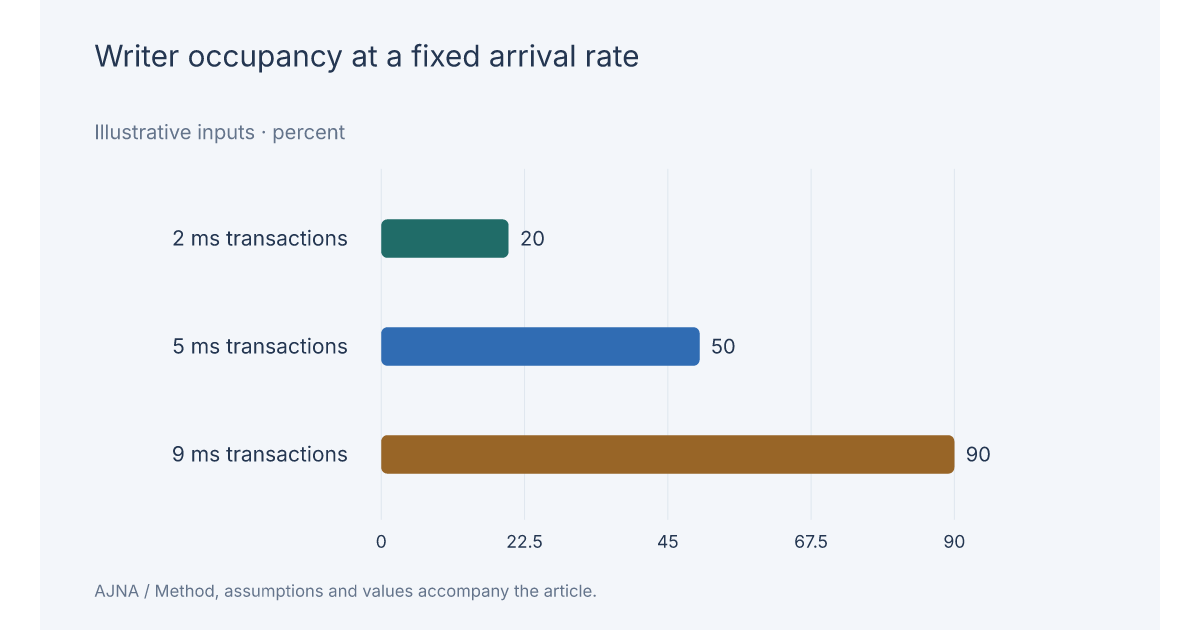 Writer occupancy at a fixed arrival rate
Illustrative inputs · percent
2 ms transactions 20
5 ms transactions 50
9 ms transactions 90
0 22.5 45 67.5 90
AJNA / Method, assumptions and values accompany the article.